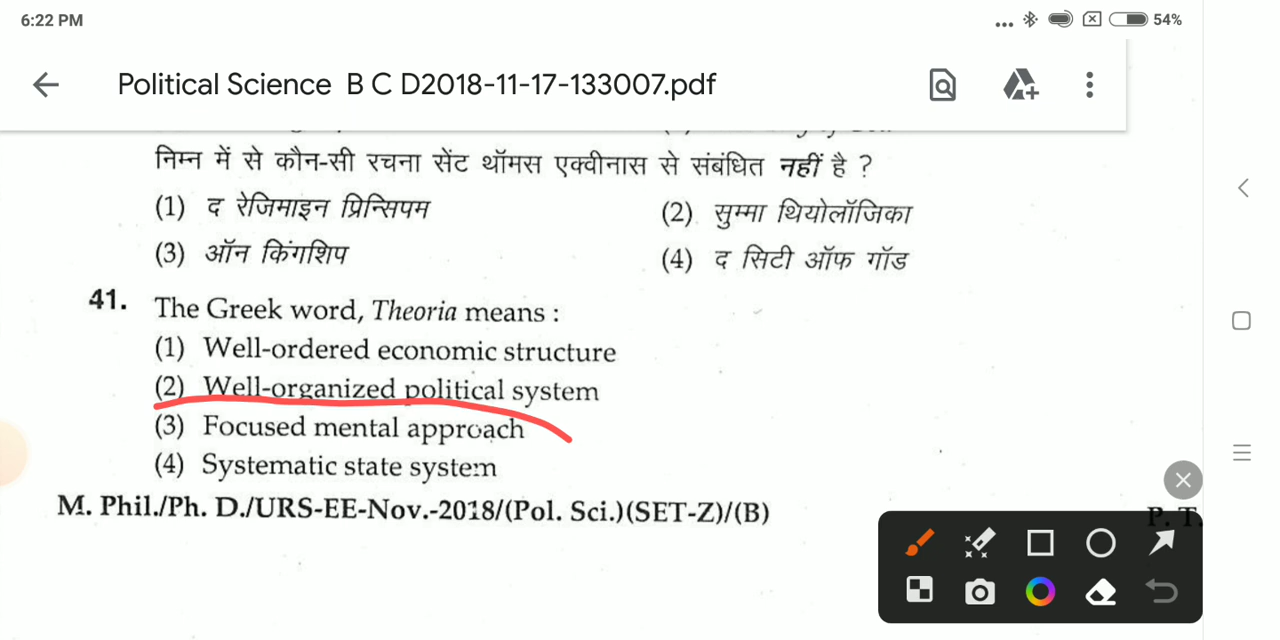 6:22 PM
54%
Political Science B C D2018-11-17-133007.pdf
निम्न में से कौन-सी रचना सेंट थॉमस एक्वीनास से संबंधित नहीं है ?
(1) द रेजिमाइन प्रिन्सिपम
(2) सुम्मा थियोलॉजिका
(3) ऑन किंगशिप
(4) द सिटी ऑफ गॉड
41. The Greek word, Theoria means :
(1) Well-ordered economic structure
(2) Well-organized political system
(3) Focused mental approach
(4) Systematic state system
M. Phil./Ph. D./URS-EE-Nov.-2018/(Pol. Sci.)(SET-Z)/(B)
P. T.